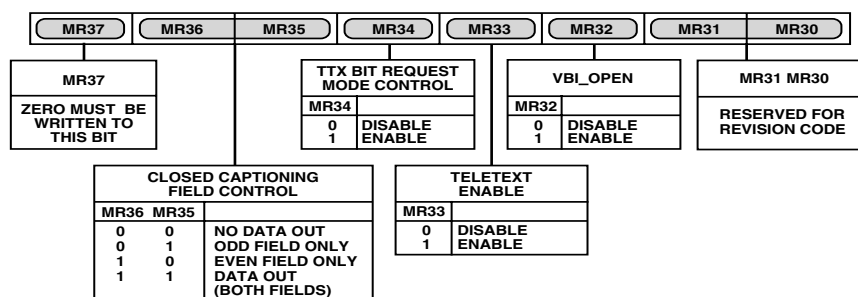 MR37 MR36 MR35 MR34 MR33 MR32 MR31 MR30
MR37
ZERO MUST BE
WRITTEN TO
THIS BIT
TTX BIT REQUEST
MODE CONTROL
MR34
0 DISABLE
1 ENABLE
VBI_OPEN
MR32
0 DISABLE
1 ENABLE
MR31 MR30
RESERVED FOR
REVISION CODE
CLOSED CAPTIONING
FIELD CONTROL
MR36 MR35
0 0 NO DATA OUT
0 1 ODD FIELD ONLY
1 0 EVEN FIELD ONLY
1 1 DATA OUT
(BOTH FIELDS)
TELETEXT
ENABLE
MR33
0 DISABLE
1 ENABLE